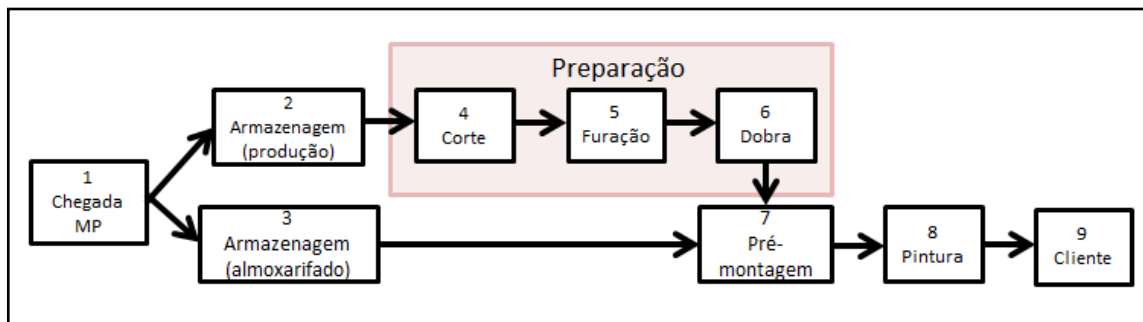 Preparação
1
Chegada
MP
2
Armazenagem
(produção)
3
Armazenagem
(almoxarifado)
4
Corte
5
Furação
6
Dobra
7
Pré-
montagem
8
Pintura
9
Cliente